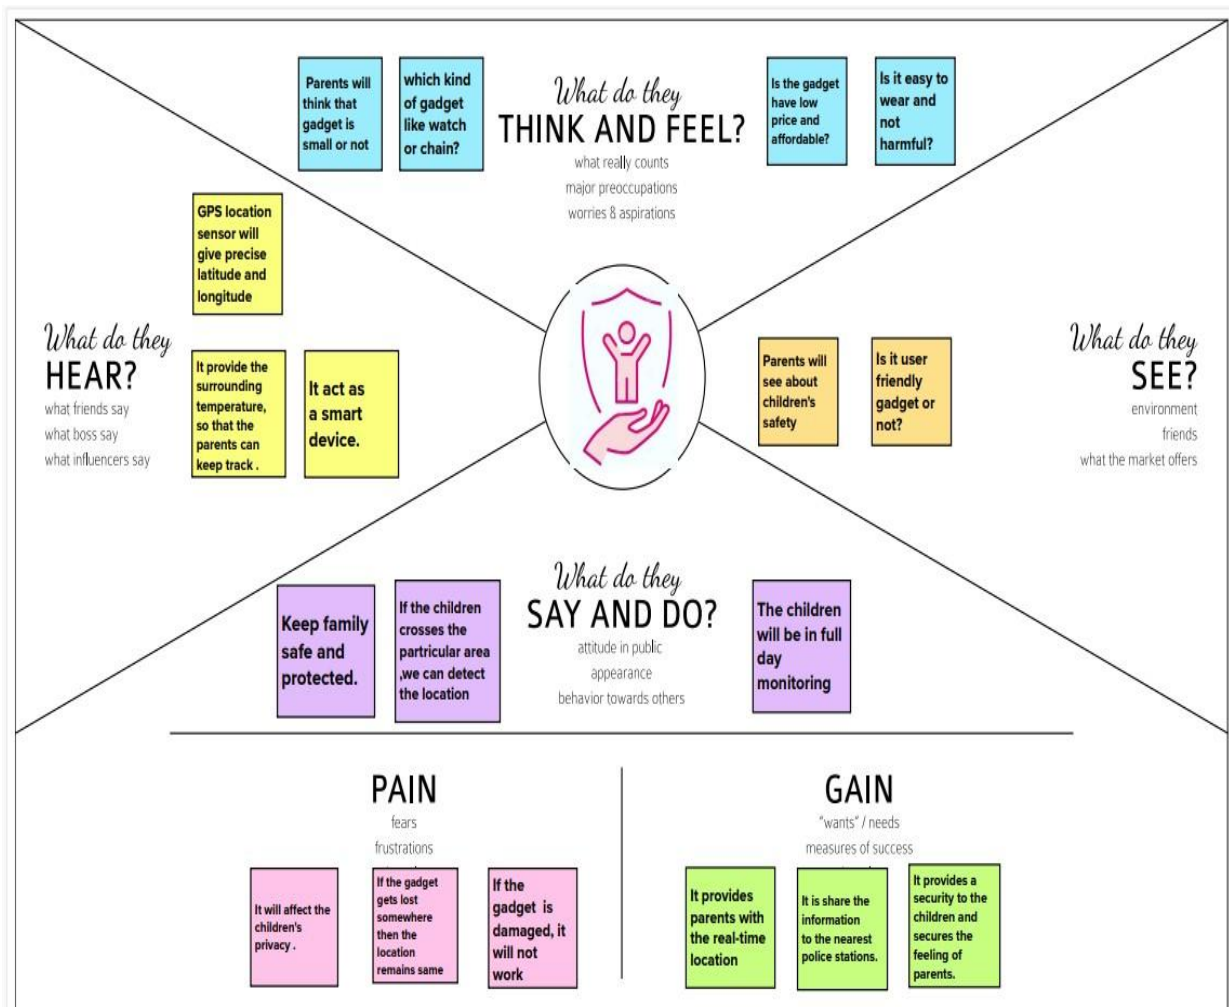 What do they
THINK AND FEEL?
what really counts
major preoccupations
worries & aspirations
Parents will
think that
gadget is
small or not
which kind
of gadget
like watch
or chain?
Is the gadget
have low
price and
affordable?
Is it easy to
wear and
not
harmful?
What do they
HEAR?
what friends say
what boss say
what influencers say
GPS location
sensor will
give precise
latitude and
longitude
It provide the
surrounding
temperature,
so that the
parents can
keep track .
It act as
a smart
device.
What do they
SEE?
environment
friends
what the market offers
Parents will
see about
children's
safety
Is it user
friendly
gadget or
not?
What do they
SAY AND DO?
attitude in public
appearance
behavior towards others
Keep family
safe and
protected.
If the children
crosses the
partricular area
,we can detect
the location
The children
will be in full
day
monitoring
PAIN
fears
frustrations
It will affect the
children's
privacy .
If the gadget
gets lost
somewhere
then the
location
remains same
If the
gadget is
damaged, it
will not
work
GAIN
"wants" / needs
measures of success
It provides
parents with
the real-time
location
It is share the
information
to the nearest
police stations.
It provides a
security to the
children and
secures the
feeling of
parents.